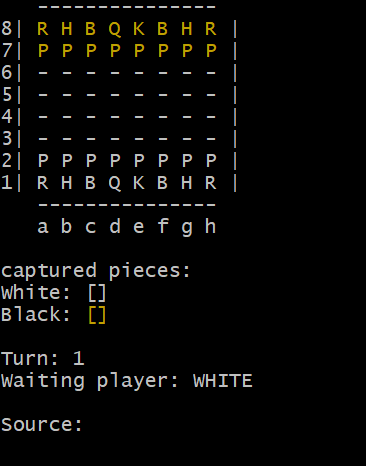 ---------------
8| R H B Q K B H R |
7| P P P P P P P P |
6| - - - - - - - - |
5| - - - - - - - - |
4| - - - - - - - - |
3| - - - - - - - - |
2| P P P P P P P P |
1| R H B Q K B H R |
---------------
a b c d e f g h
captured pieces:
White: []
Black: []
Turn: 1
Waiting player: WHITE
Source: